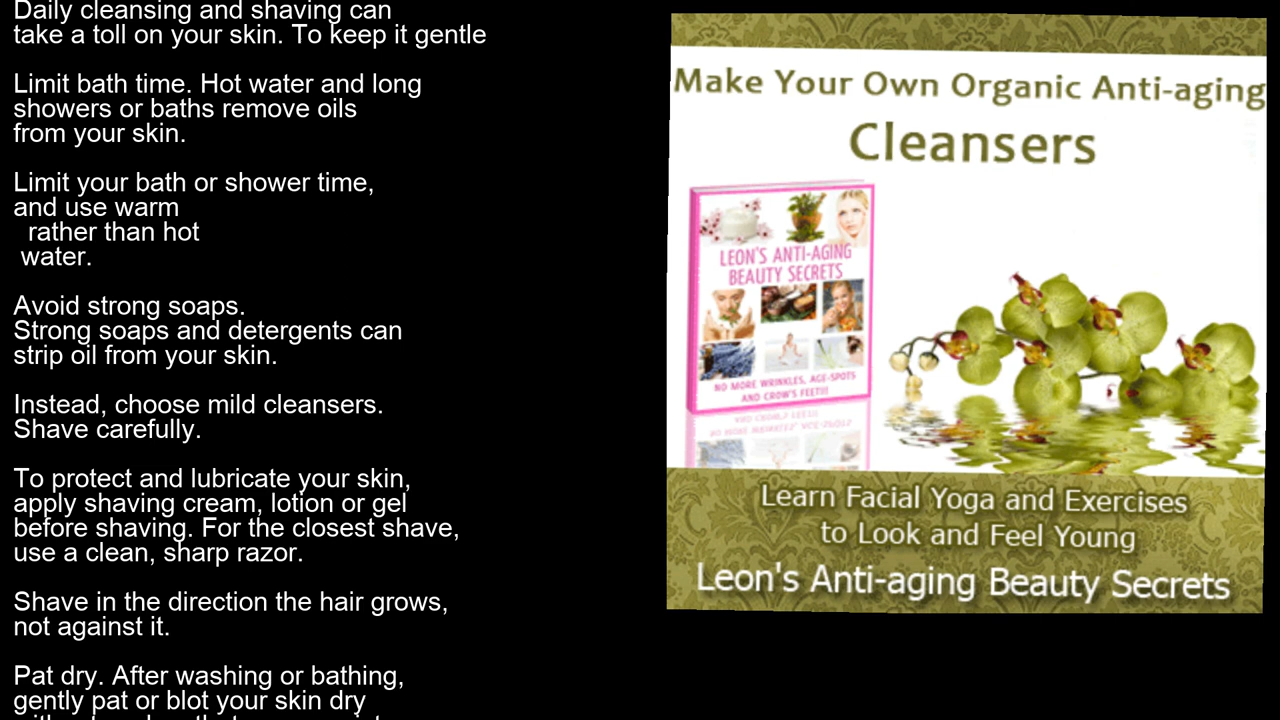 Daily cleansing and shaving can
take a toll on your skin. To keep it gentle
Limit bath time. Hot water and long
showers or baths remove oils
from your skin.
Limit your bath or shower time,
and use warm
rather than hot
water.
Avoid strong soaps.
Strong soaps and detergents can
strip oil from your skin.
Instead, choose mild cleansers.
Shave carefully.
To protect and lubricate your skin,
apply shaving cream, lotion or gel
before shaving. For the closest shave,
use a clean, sharp razor.
Shave in the direction the hair grows,
not against it.
Pat dry. After washing or bathing,
gently pat or blot your skin dry
Make Your Own Organic Anti-aging
Cleansers
LEON'S ANTI-AGING
BEAUTY SECRETS
NO MORE WRINKLES, AGE-SPOTS
AND CROW'S FEET!!!
Learn Facial Yoga and Exercises
to Look and Feel Young
Leon's Anti-aging Beauty Secrets